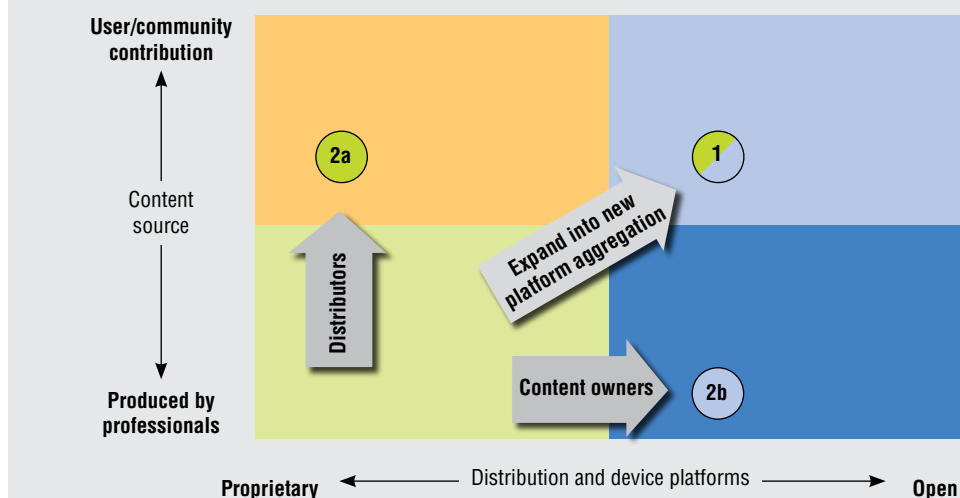 User/community
contribution
2a
1
Content
source
Expand into new
platform aggregation
Distributors
Content owners
2b
Produced by
professionals
Distribution and device platforms
Proprietary
Open